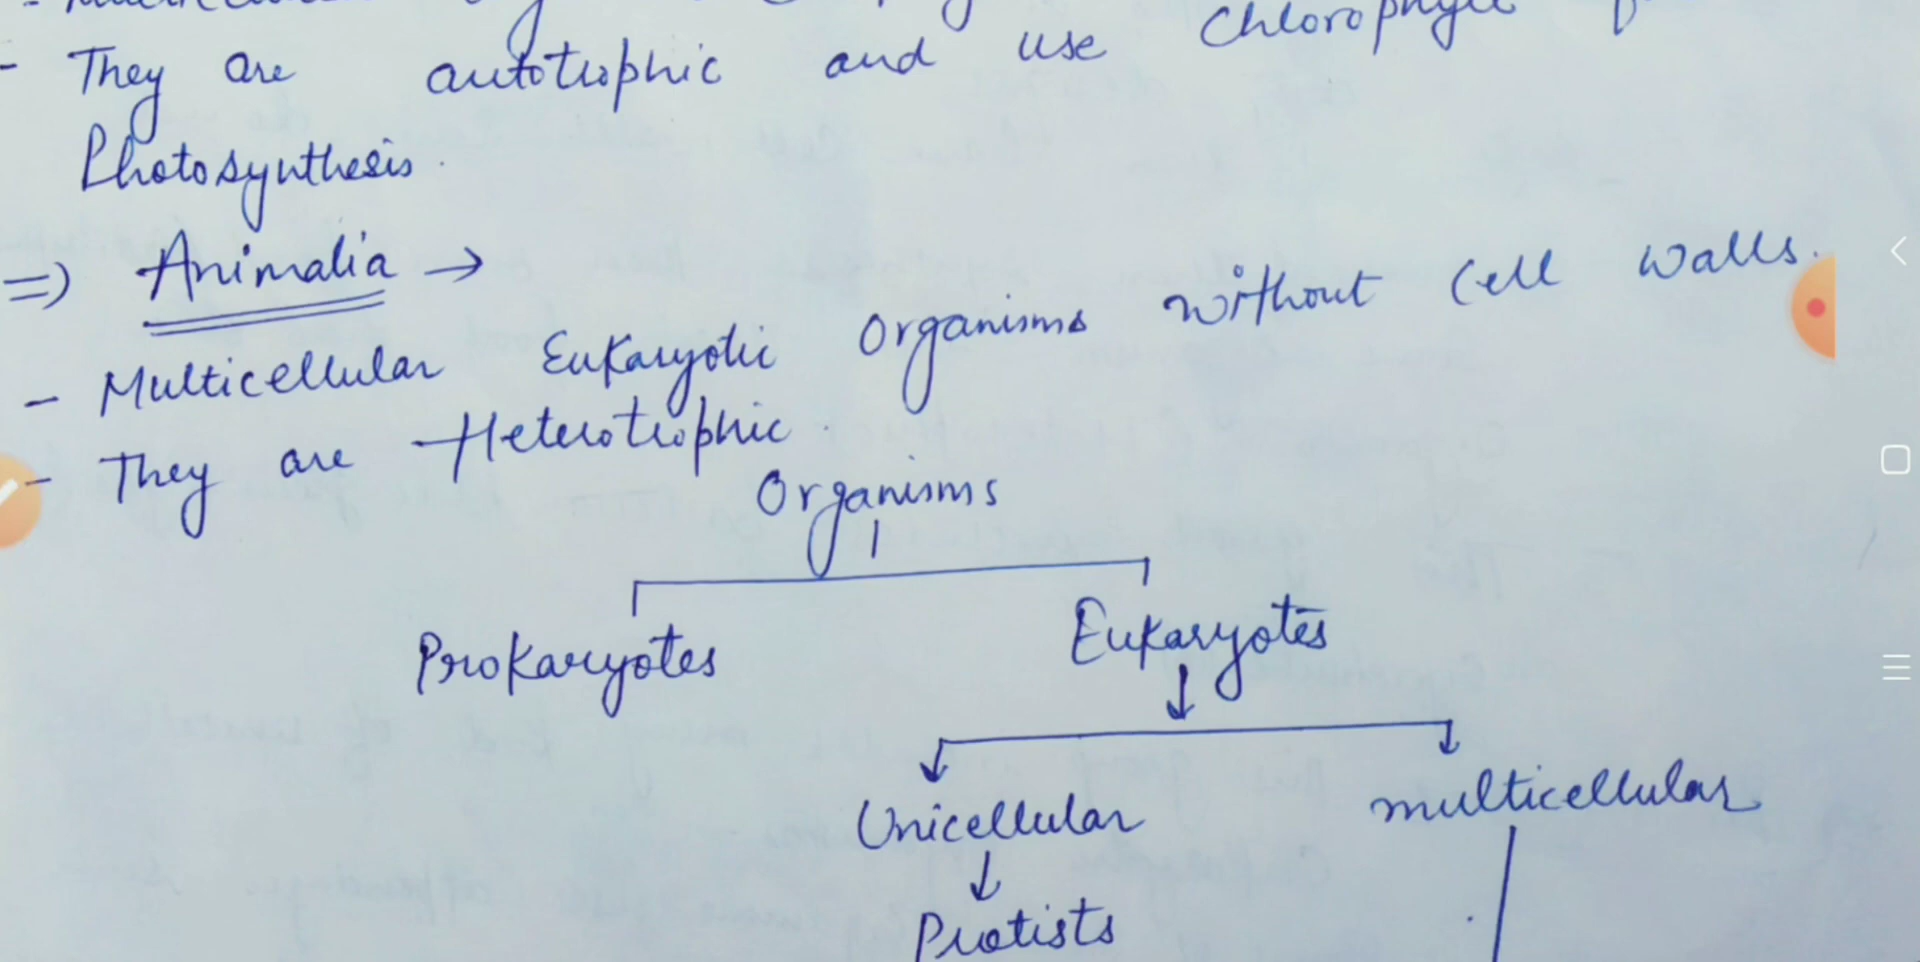 - They are autotrophic and use Chlorophyll
Photosynthesis.
=) Animalia →
- Multicellular Eukaryotic Organisms without Cell walls.
- They are Heterotrophic.
Organisms
Prokaryotes Eukaryotes
Unicellular multicellular
Protists